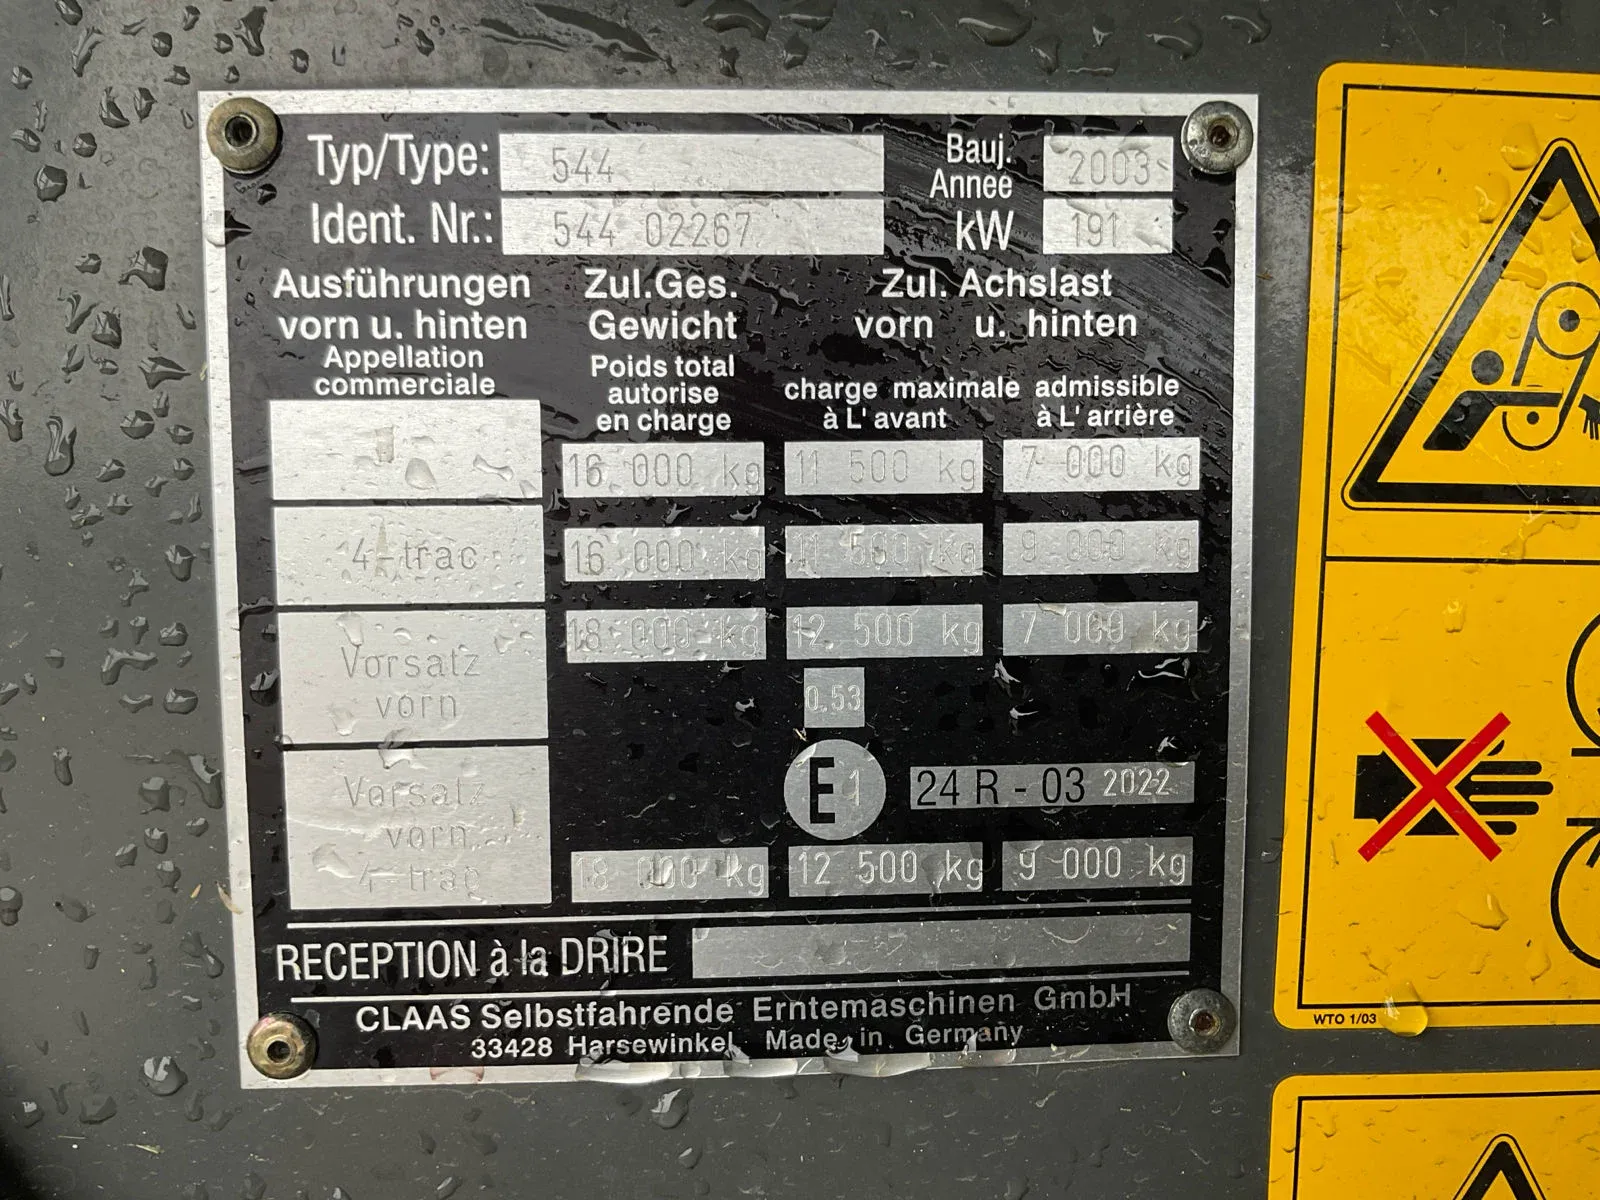 Typ/Type: 544
Bauj. Annee 2003
Ident. Nr.: 544 02267
kW 191
Ausführungen vorn u. hinten
Appellation commerciale
Zul.Ges. Gewicht
Poids total autorise en charge
Zul. Achslast vorn u. hinten
charge maximale admissible
à L'avant à L'arrière
16 000 kg 11 500 kg 7 000 kg
4-trac 16 000 kg 11 500 kg 9 000 kg
Vorsatz vorn 18 000 kg 12 500 kg 7 000 kg
0,53
E1 24 R - 03 2022
Vorsatz vorn 4-trac 18 000 kg 12 500 kg 9 000 kg
RECEPTION à la DRIRE
CLAAS Selbstfahrende Erntemaschinen GmbH
33428 Harsewinkel Made in Germany
WTO 1/03